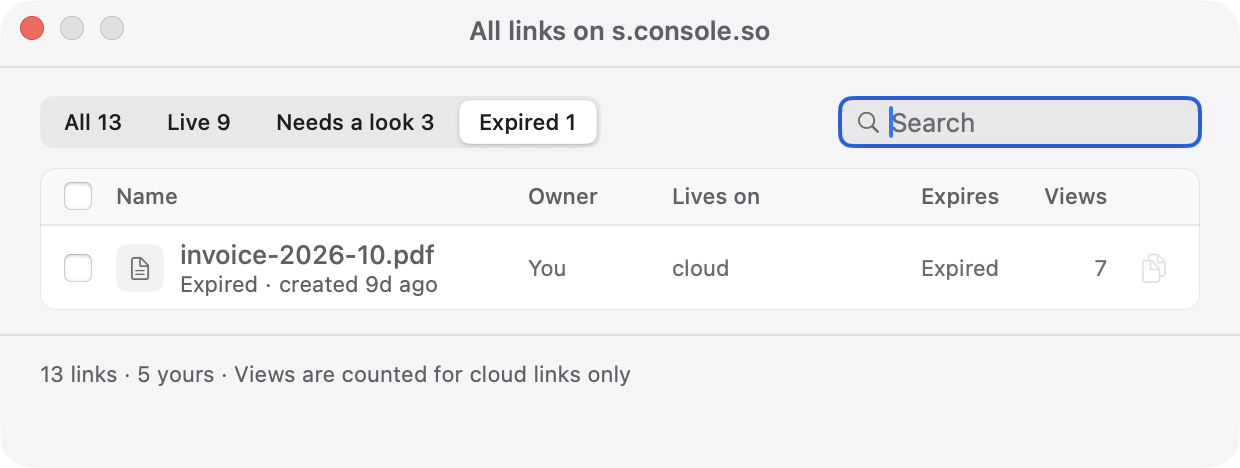 All links on s.console.so
All 13 Live 9 Needs a look 3 Expired 1
Search
Name Owner Lives on Expires Views
invoice-2026-10.pdf You cloud Expired 7
Expired · created 9d ago
13 links · 5 yours · Views are counted for cloud links only